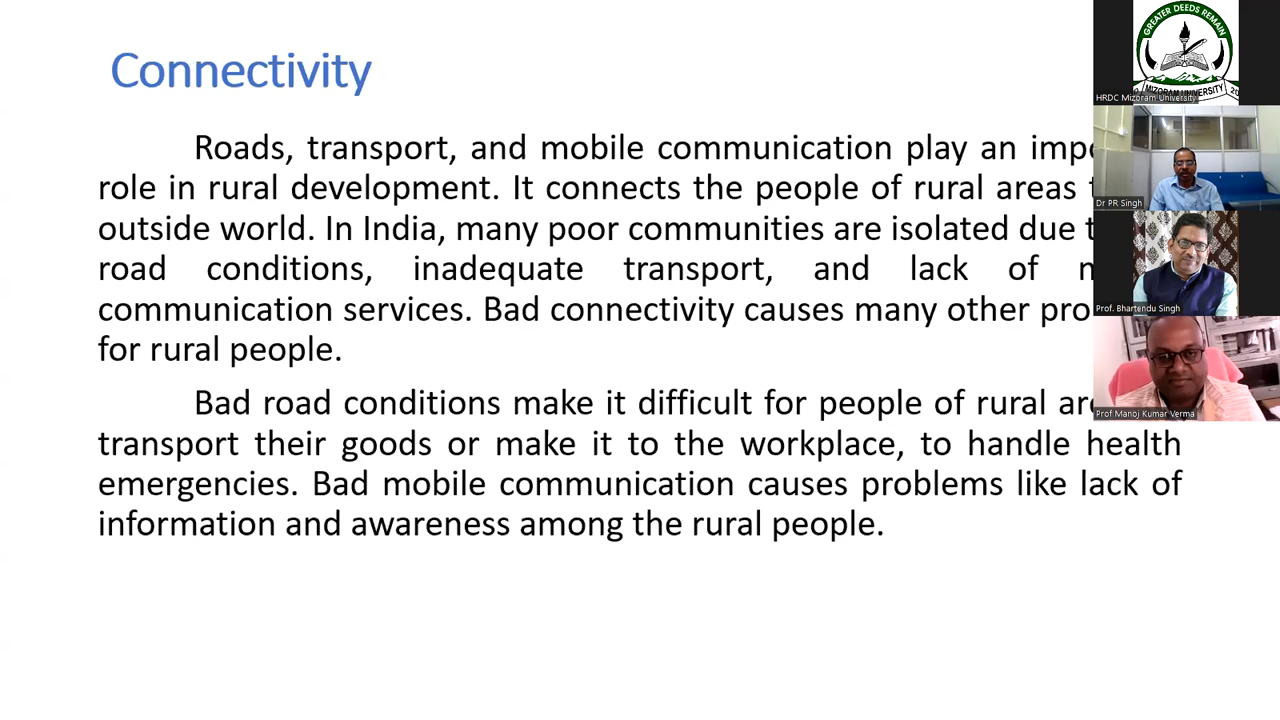 Connectivity
Roads, transport, and mobile communication play an
role in rural development. It connects the people of rural areas
outside world. In India, many poor communities are isolated due
road conditions, inadequate transport, and lack of
communication services. Bad connectivity causes many other
for rural people.
Bad road conditions make it difficult for people of rural
transport their goods or make it to the workplace, to handle health
emergencies. Bad mobile communication causes problems like lack of
information and awareness among the rural people.
GREATER DEEDS REMAIN
MIZORAM UNIVERSITY
HRDC Mizoram University
Dr PR Singh
Prof. Bhartendu Singh
Prof Manoj Kumar Verma